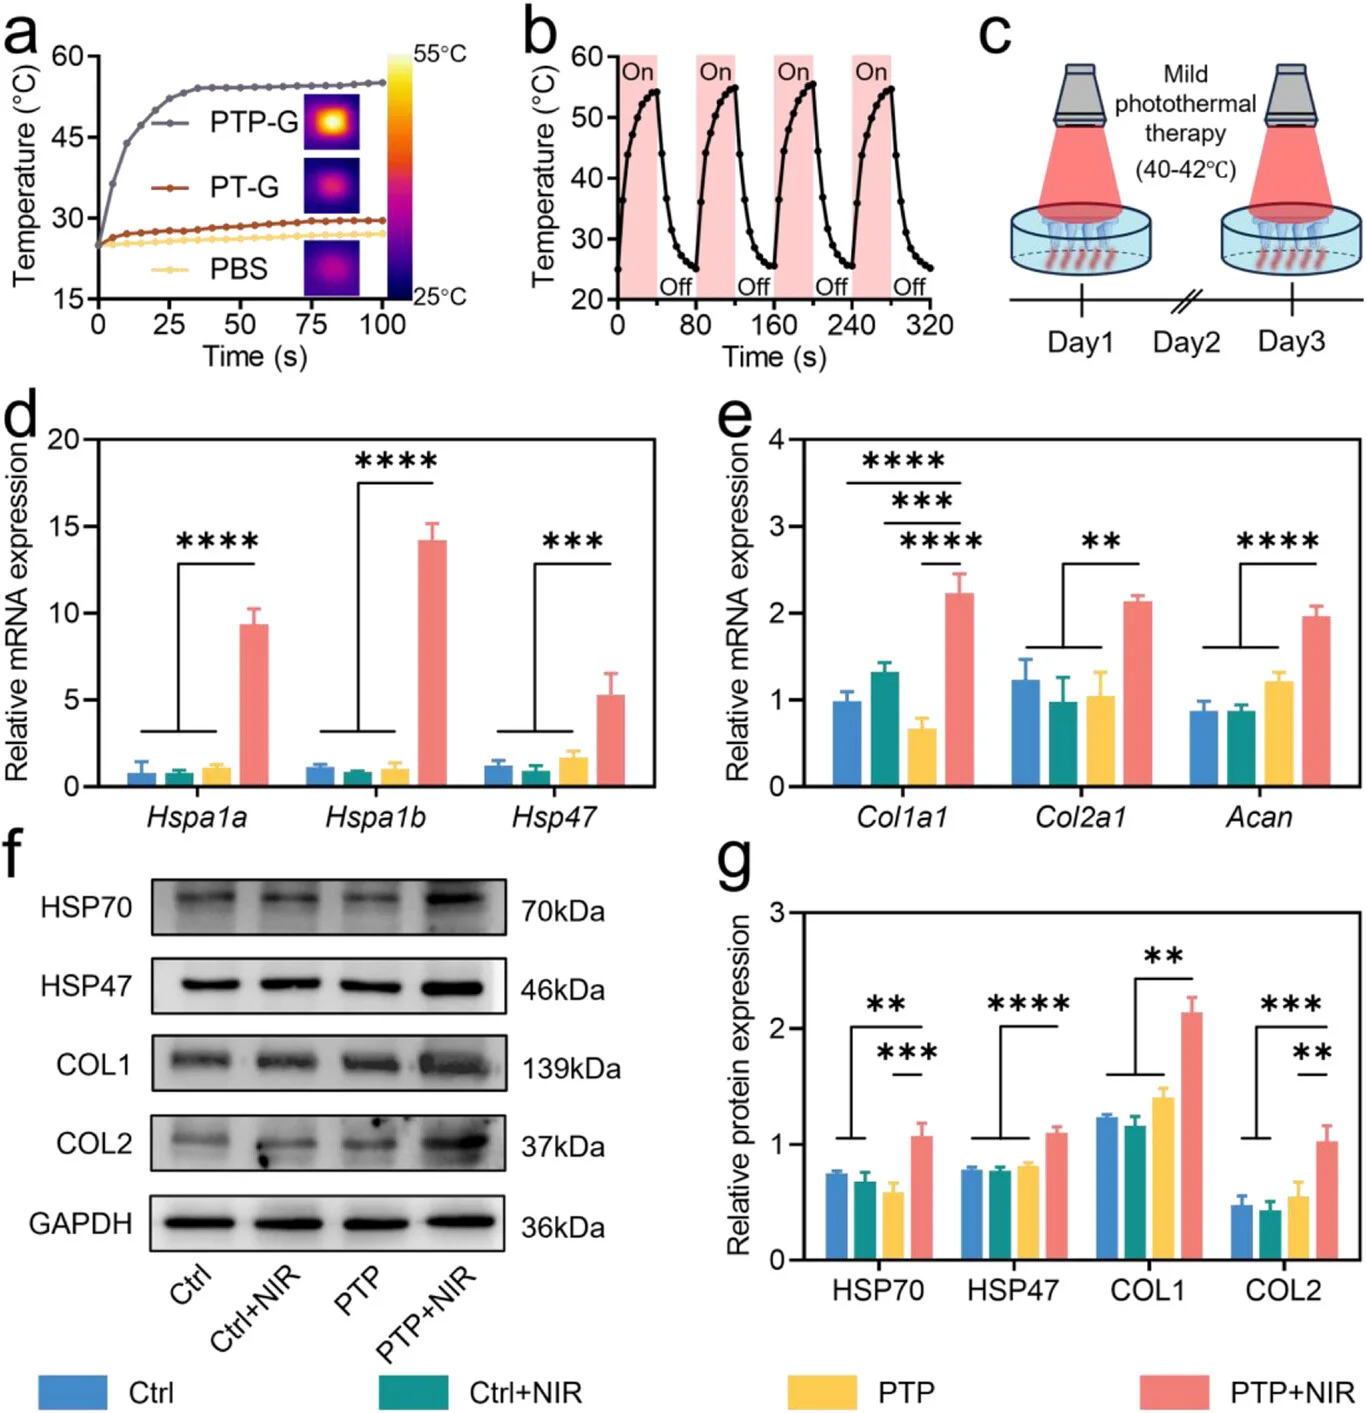 a
Temperature (°C)
60
45
30
15
0
25
50
75
100
Time (s)
PTP-G
PT-G
PBS
55°C
25°C
b
Temperature (°C)
60
50
40
30
20
On
On
On
On
Off
Off
Off
Off
0
80
160
240
320
Time (s)
c
Mild
photothermal
therapy
(40-42°C)
Day1
Day2
Day3
d
Relative mRNA expression
20
15
10
5
0
****
****
***
Hspa1a
Hspa1b
Hsp47
e
Relative mRNA expression
4
3
2
1
0
****
***
****
**
****
Col1a1
Col2a1
Acan
f
HSP70
70kDa
HSP47
46kDa
COL1
139kDa
COL2
37kDa
GAPDH
36kDa
Ctrl
Ctrl+NIR
PTP
PTP+NIR
g
Relative protein expression
3
2
1
0
**
***
****
**
***
**
HSP70
HSP47
COL1
COL2
Ctrl
Ctrl+NIR
PTP
PTP+NIR